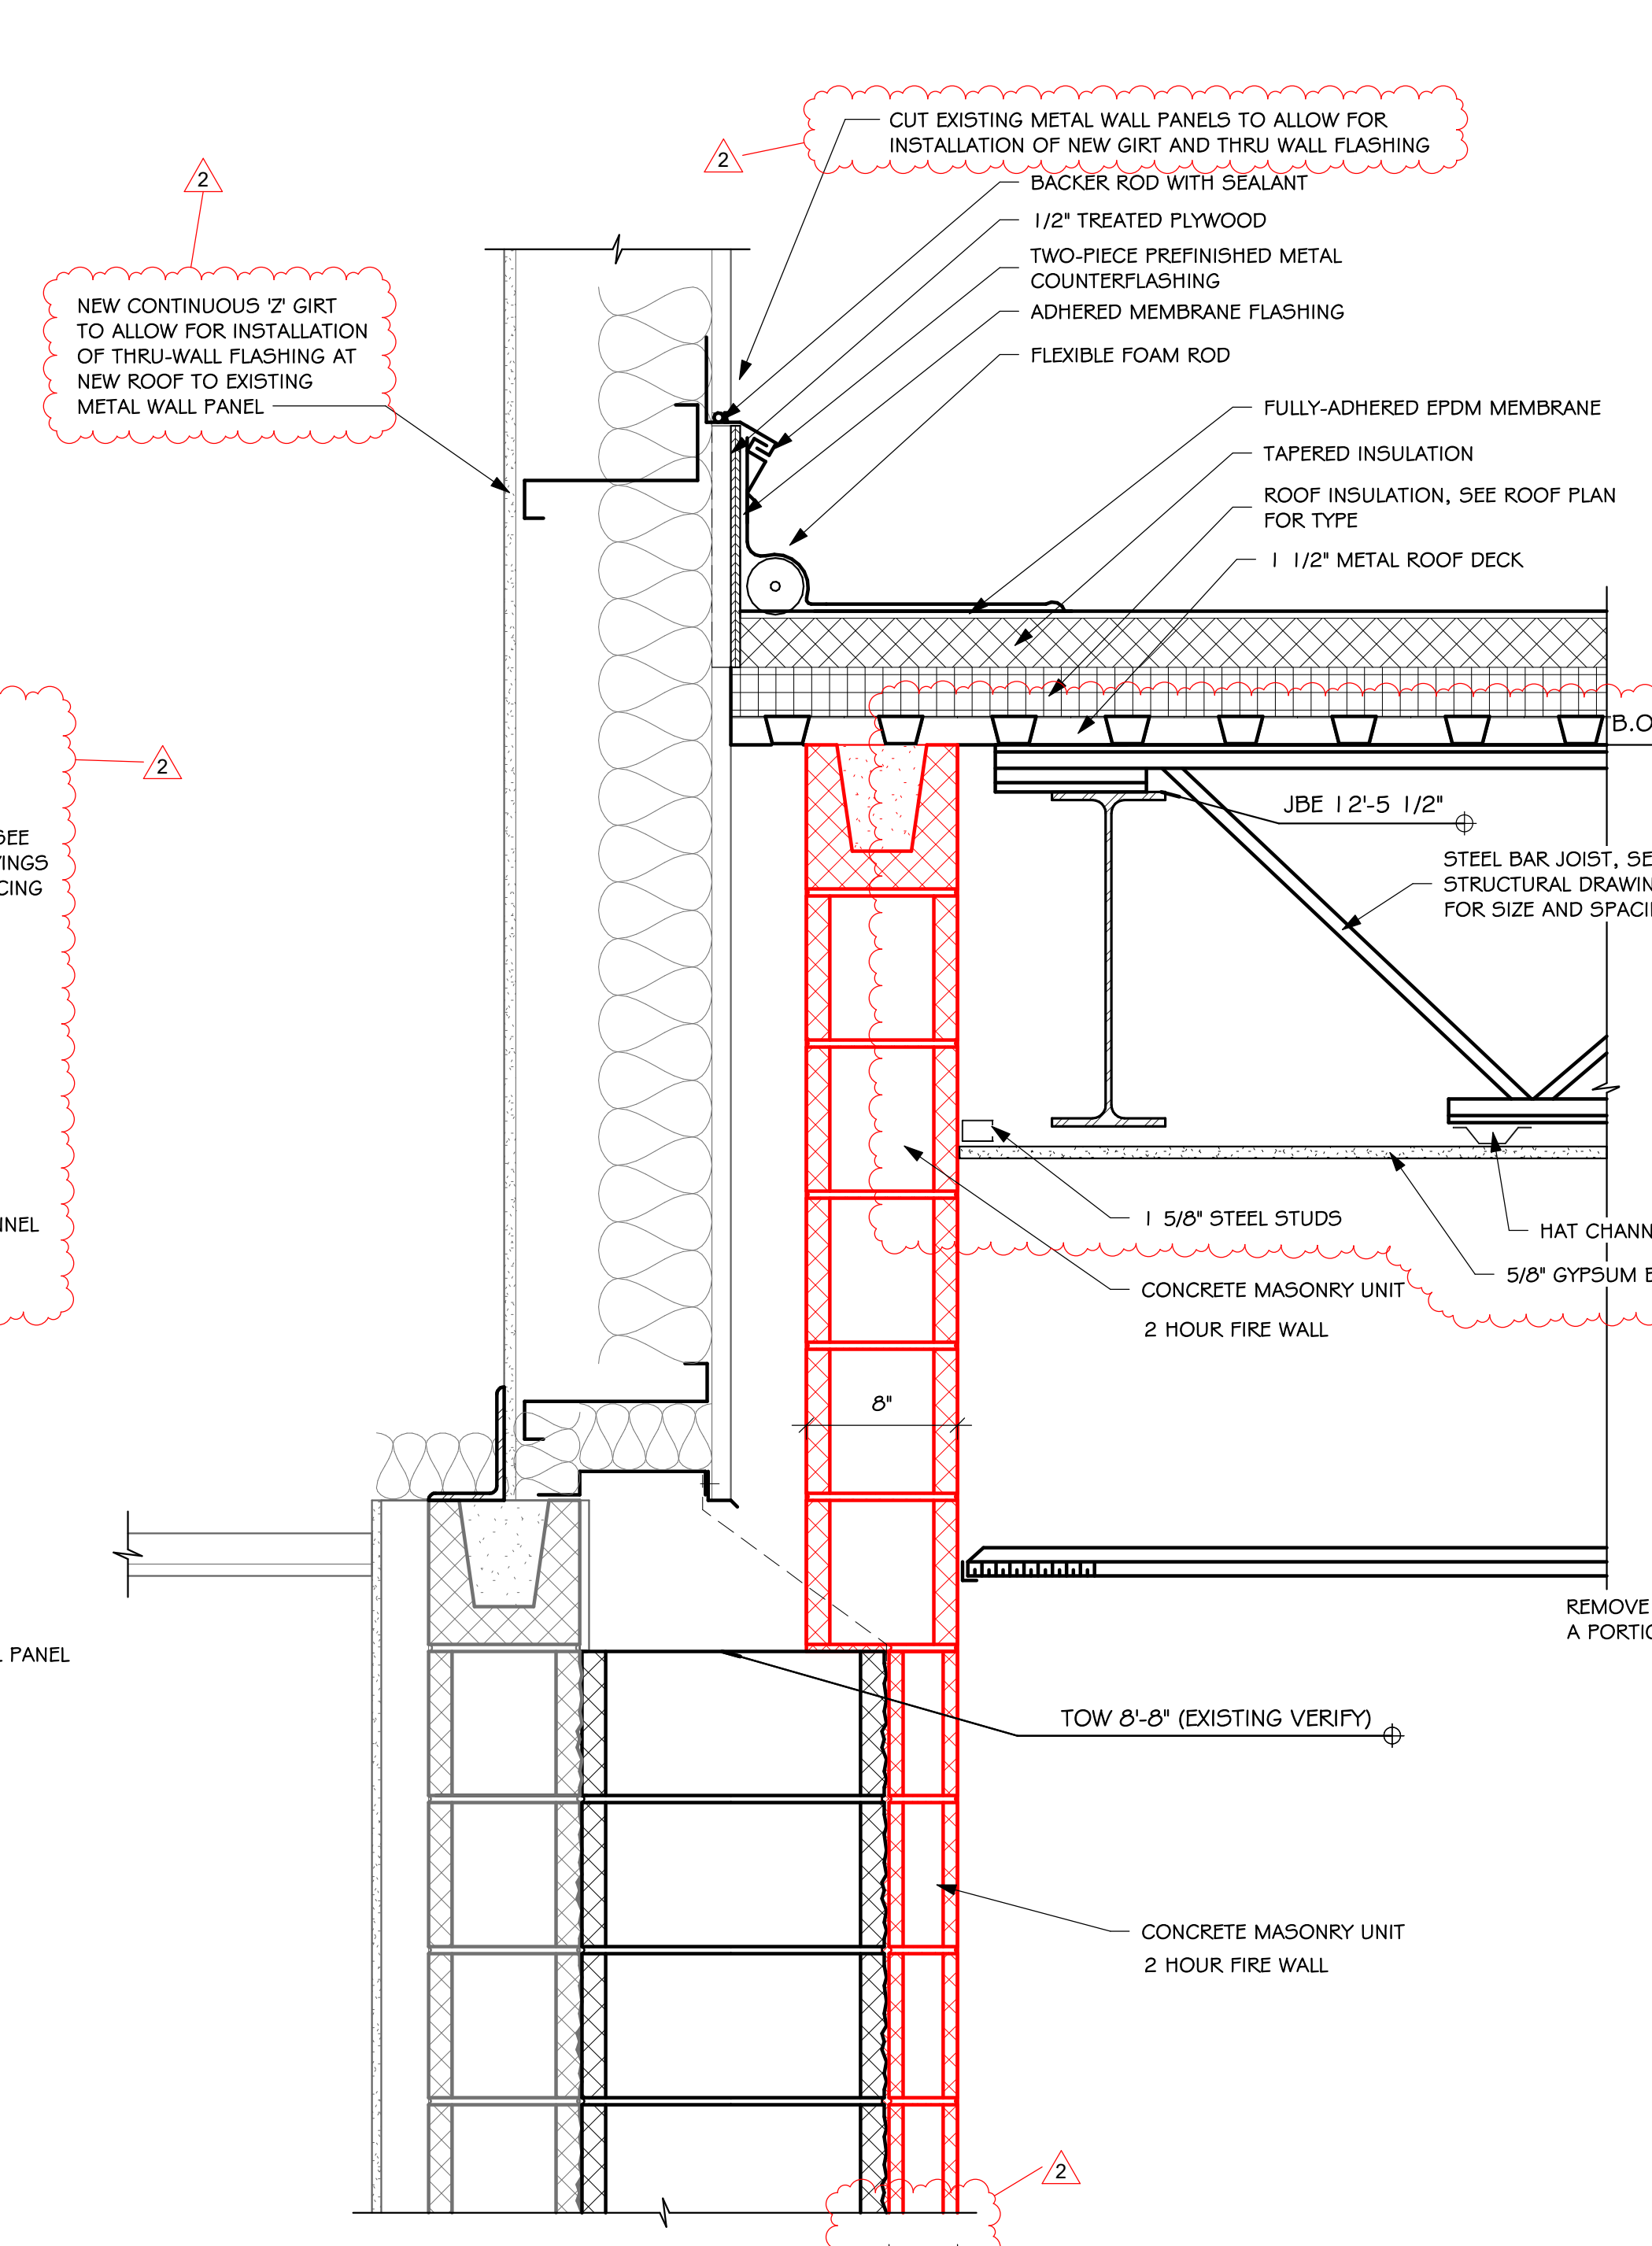 CUT EXISTING METAL WALL PANELS TO ALLOW FOR
INSTALLATION OF NEW GIRT AND THRU WALL FLASHING
2
2
BACKER ROD WITH SEALANT
1/2" TREATED PLYWOOD
TWO-PIECE PREFINISHED METAL
COUNTERFLASHING
ADHERED MEMBRANE FLASHING
FLEXIBLE FOAM ROD
NEW CONTINUOUS 'Z' GIRT
TO ALLOW FOR INSTALLATION
OF THRU-WALL FLASHING AT
NEW ROOF TO EXISTING
METAL WALL PANEL
FULLY-ADHERED EPDM MEMBRANE
TAPERED INSULATION
ROOF INSULATION, SEE ROOF PLAN
FOR TYPE
1 1/2" METAL ROOF DECK
B.O
2
JBE 12'-5 1/2"
SEE
STEEL BAR JOIST, SE
STRUCTURAL DRAWIN
FOR SIZE AND SPACI
1 5/8" STEEL STUDS
HAT CHANN
5/8" GYPSUM
CONCRETE MASONRY UNIT
2 HOUR FIRE WALL
8"
REMOVE
A PORTIO
PANEL
TOW 8'-8" (EXISTING VERIFY)
CONCRETE MASONRY UNIT
2 HOUR FIRE WALL
2